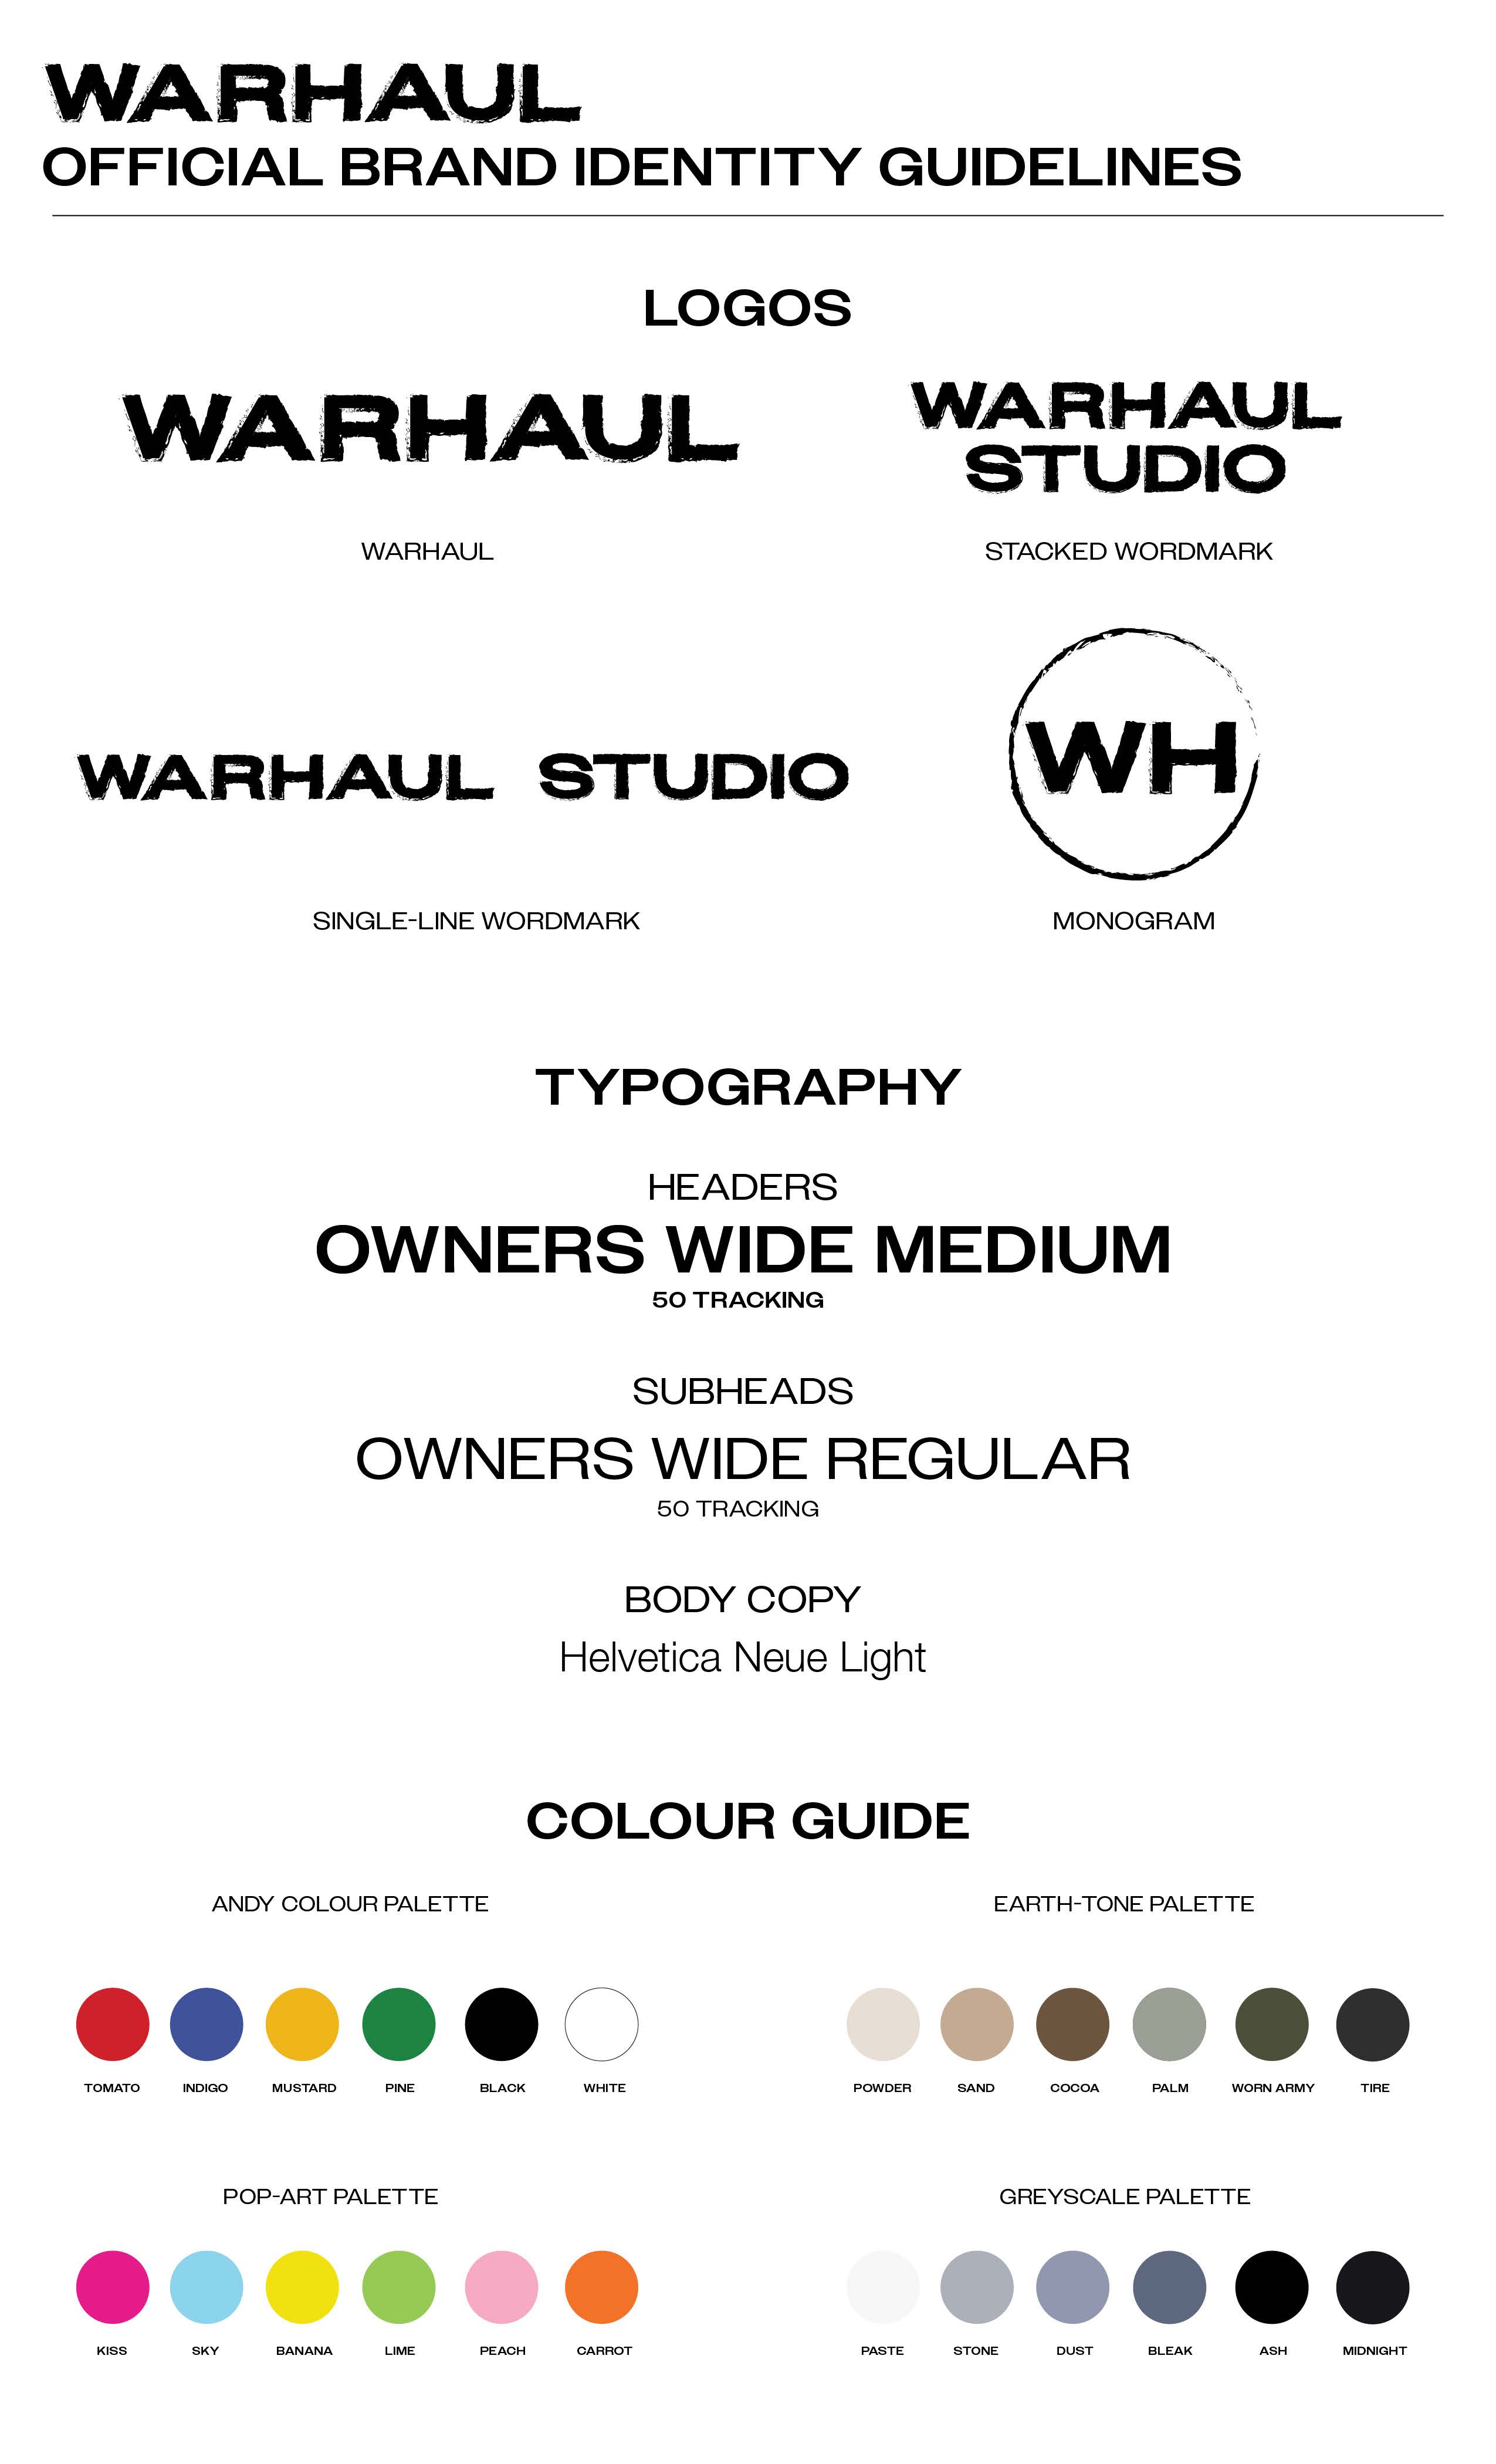 WARHAUL
OFFICIAL BRAND IDENTITY GUIDELINES
LOGOS
WARHAUL
WARHAUL
WARHAUL
STUDIO
STACKED WORDMARK
WARHAUL STUDIO
SINGLE-LINE WORDMARK
WH
MONOGRAM
TYPOGRAPHY
HEADERS
OWNERS WIDE MEDIUM
50 TRACKING
SUBHEADS
OWNERS WIDE REGULAR
50 TRACKING
BODY COPY
Helvetica Neue Light
COLOUR GUIDE
ANDY COLOUR PALETTE
TOMATO INDIGO MUSTARD PINE BLACK WHITE
EARTH-TONE PALETTE
POWDER SAND COCOA PALM WORN ARMY TIRE
POP-ART PALETTE
KISS SKY BANANA LIME PEACH CARROT
GREYSCALE PALETTE
PASTE STONE DUST BLEAK ASH MIDNIGHT